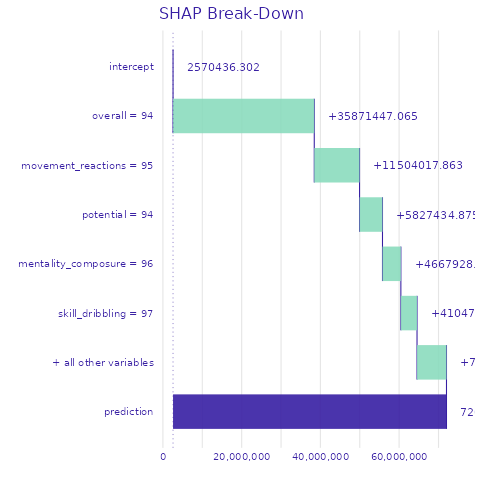 SHAP Break-Down
intercept 2570436.302
overall = 94 +35871447.065
movement_reactions = 95 +11504017.863
potential = 94 +5827434.875
mentality_composure = 96 +4667928.
skill_dribbling = 97 +41047
+ all other variables +7
prediction 72
0 20,000,000 40,000,000 60,000,000